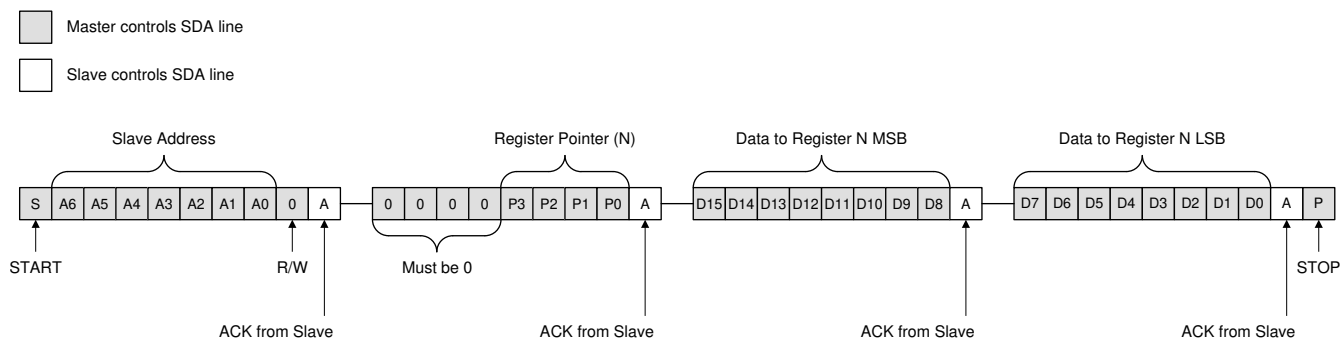 Master controls SDA line
Slave controls SDA line
Slave Address
Register Pointer (N)
Data to Register N MSB
Data to Register N LSB
S A6 A5 A4 A3 A2 A1 A0 0 A 0 0 0 0 P3 P2 P1 P0 A D15 D14 D13 D12 D11 D10 D9 D8 A D7 D6 D5 D4 D3 D2 D1 D0 A P
START R/W Must be 0 STOP
ACK from Slave ACK from Slave ACK from Slave ACK from Slave